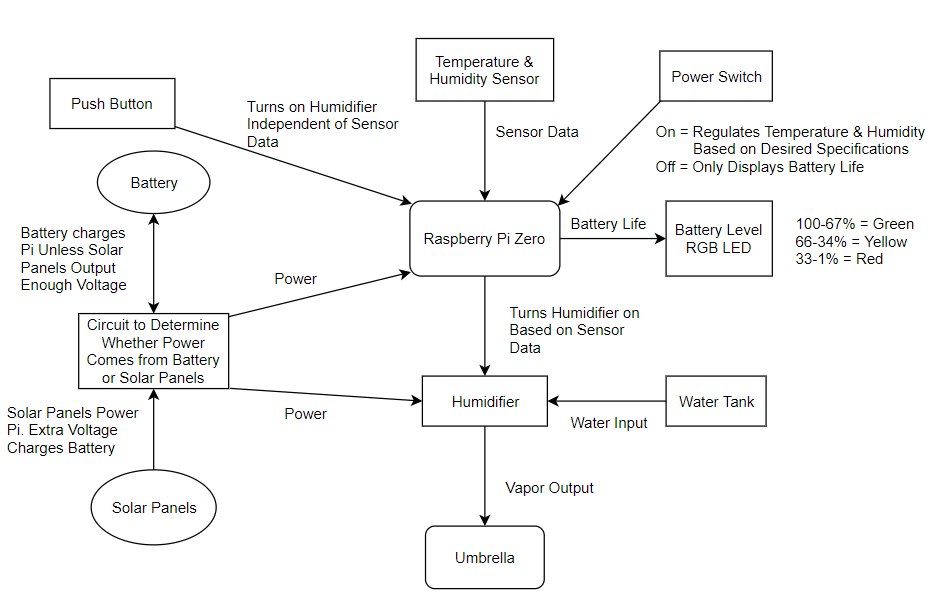 Temperature &
Humidity Sensor
Power Switch
Push Button
Turns on Humidifier
Independent of Sensor
Data
Sensor Data
On = Regulates Temperature & Humidity
Based on Desired Specifications
Off = Only Displays Battery Life
Battery
Battery charges
Pi Unless Solar
Panels Output
Enough Voltage
Raspberry Pi Zero
Battery Life
Battery Level
RGB LED
100-67% = Green
66-34% = Yellow
33-1% = Red
Power
Circuit to Determine
Whether Power
Comes from Battery
or Solar Panels
Turns Humidifier on
Based on Sensor
Data
Solar Panels Power
Pi. Extra Voltage
Charges Battery
Power
Humidifier
Water Input
Water Tank
Solar Panels
Vapor Output
Umbrella